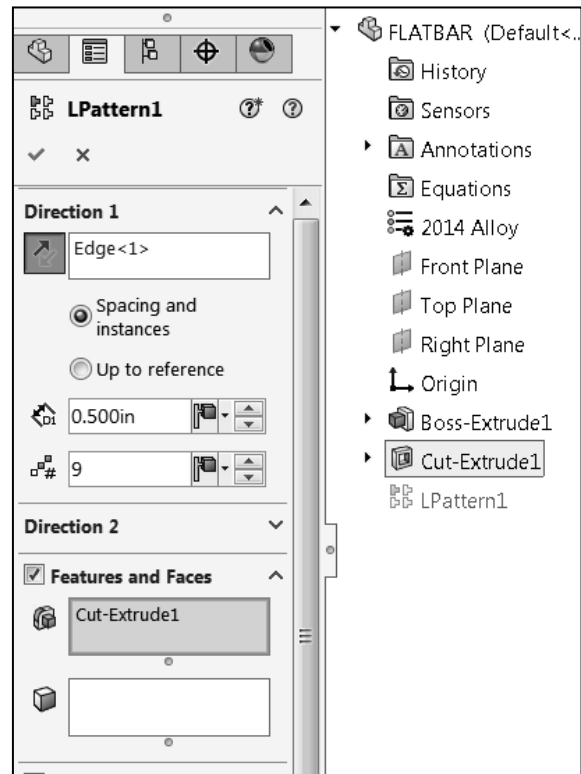 LPattern1
Direction 1
Edge<1>
Spacing and
instances
Up to reference
D1
0.500in
#
9
Direction 2
Features and Faces
Cut-Extrude1
FLATBAR (Default<..
History
Sensors
A Annotations
Σ Equations
2014 Alloy
Front Plane
Top Plane
Right Plane
Origin
Boss-Extrude1
Cut-Extrude1
LPattern1